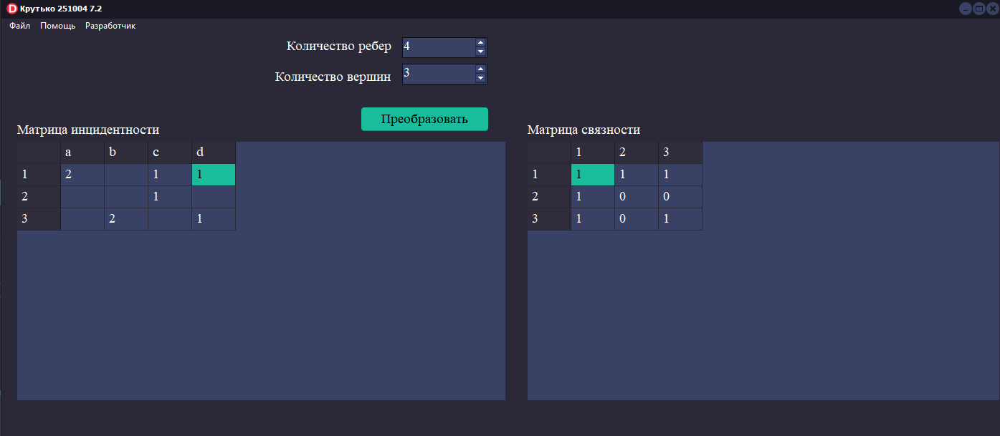 Крутько 251004 7.2
Файл Помощь Разработчик
Количество ребер 4
Количество вершин 3
Преобразовать
Матрица инцидентности
a b c d
1 2 1 1
2 1
3 2 1
Матрица связности
1 2 3
1 1 1 1
2 1 0 0
3 1 0 1